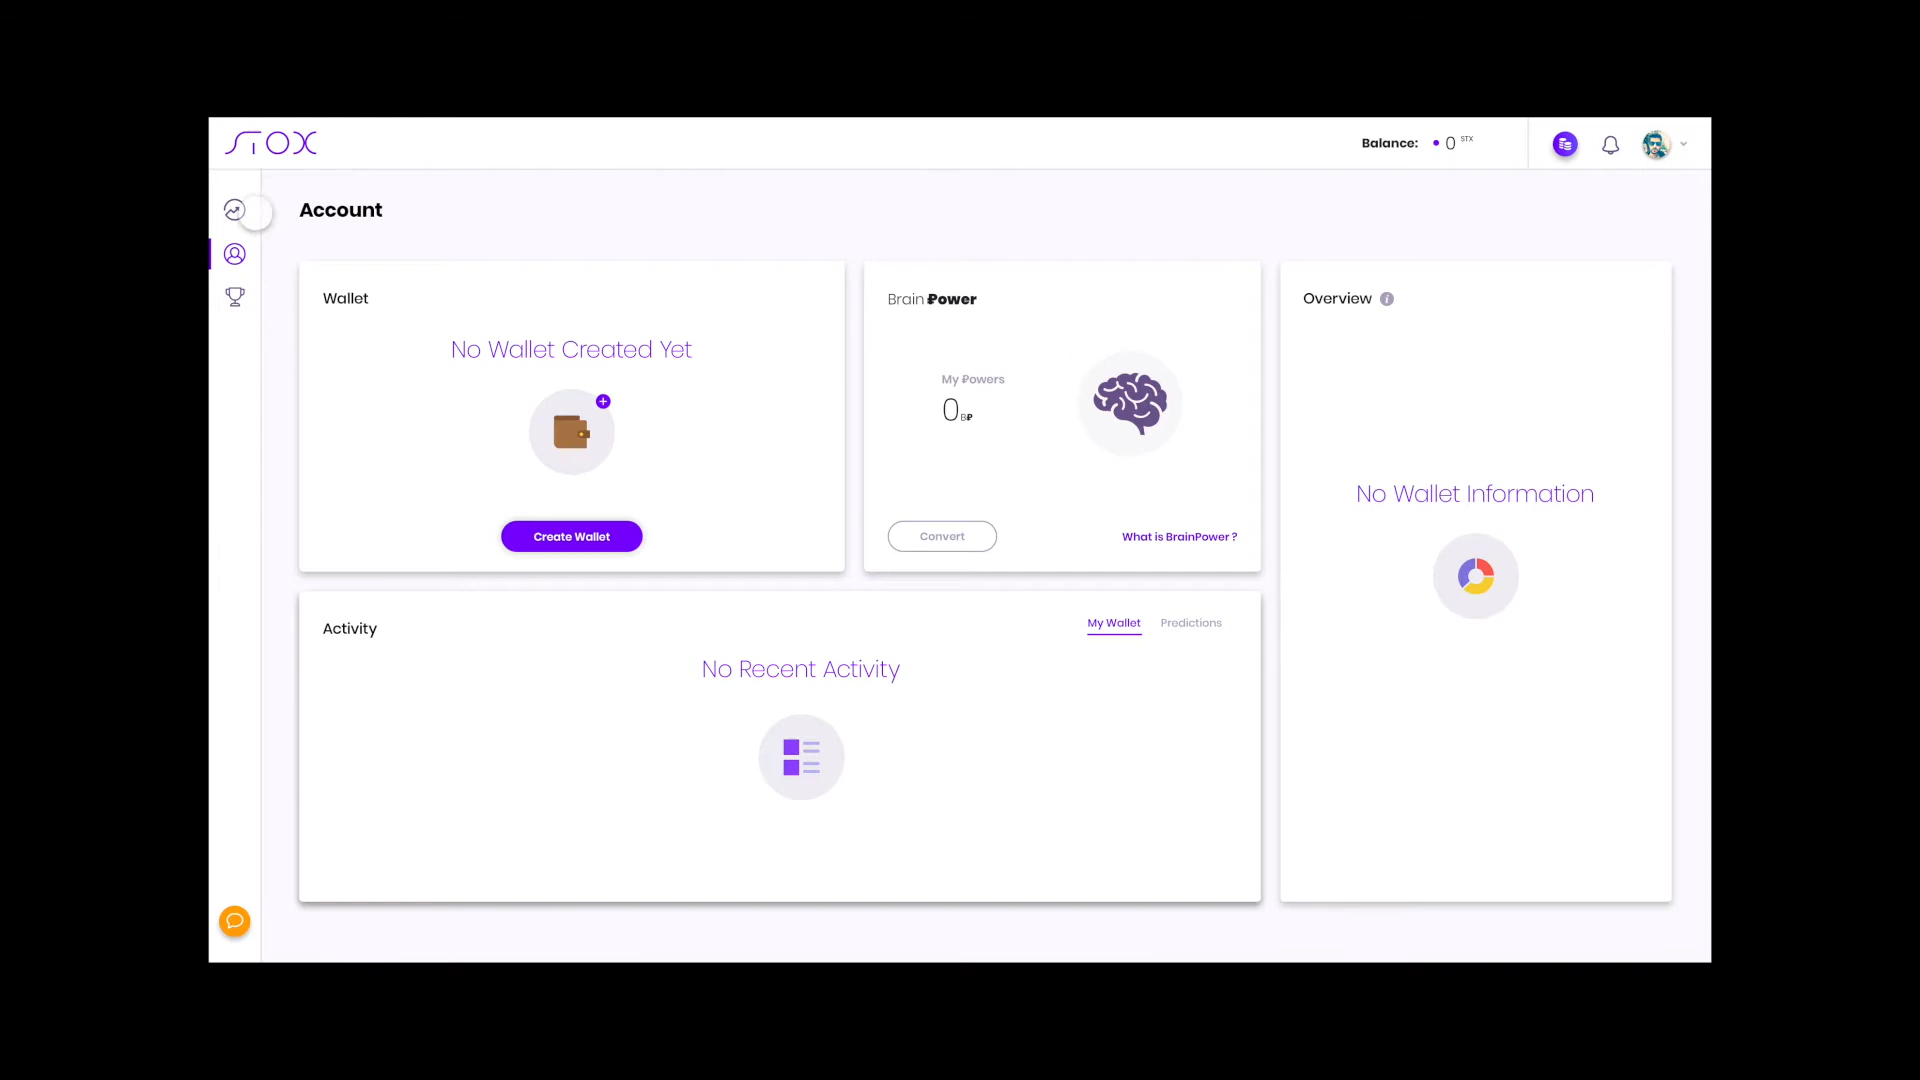 STOX
Balance: 0 STX
Account
Wallet
No Wallet Created Yet
Create Wallet
Brain Power
My Powers
0 BP
Convert
What is BrainPower ?
Overview
No Wallet Information
Activity
My Wallet
Predictions
No Recent Activity